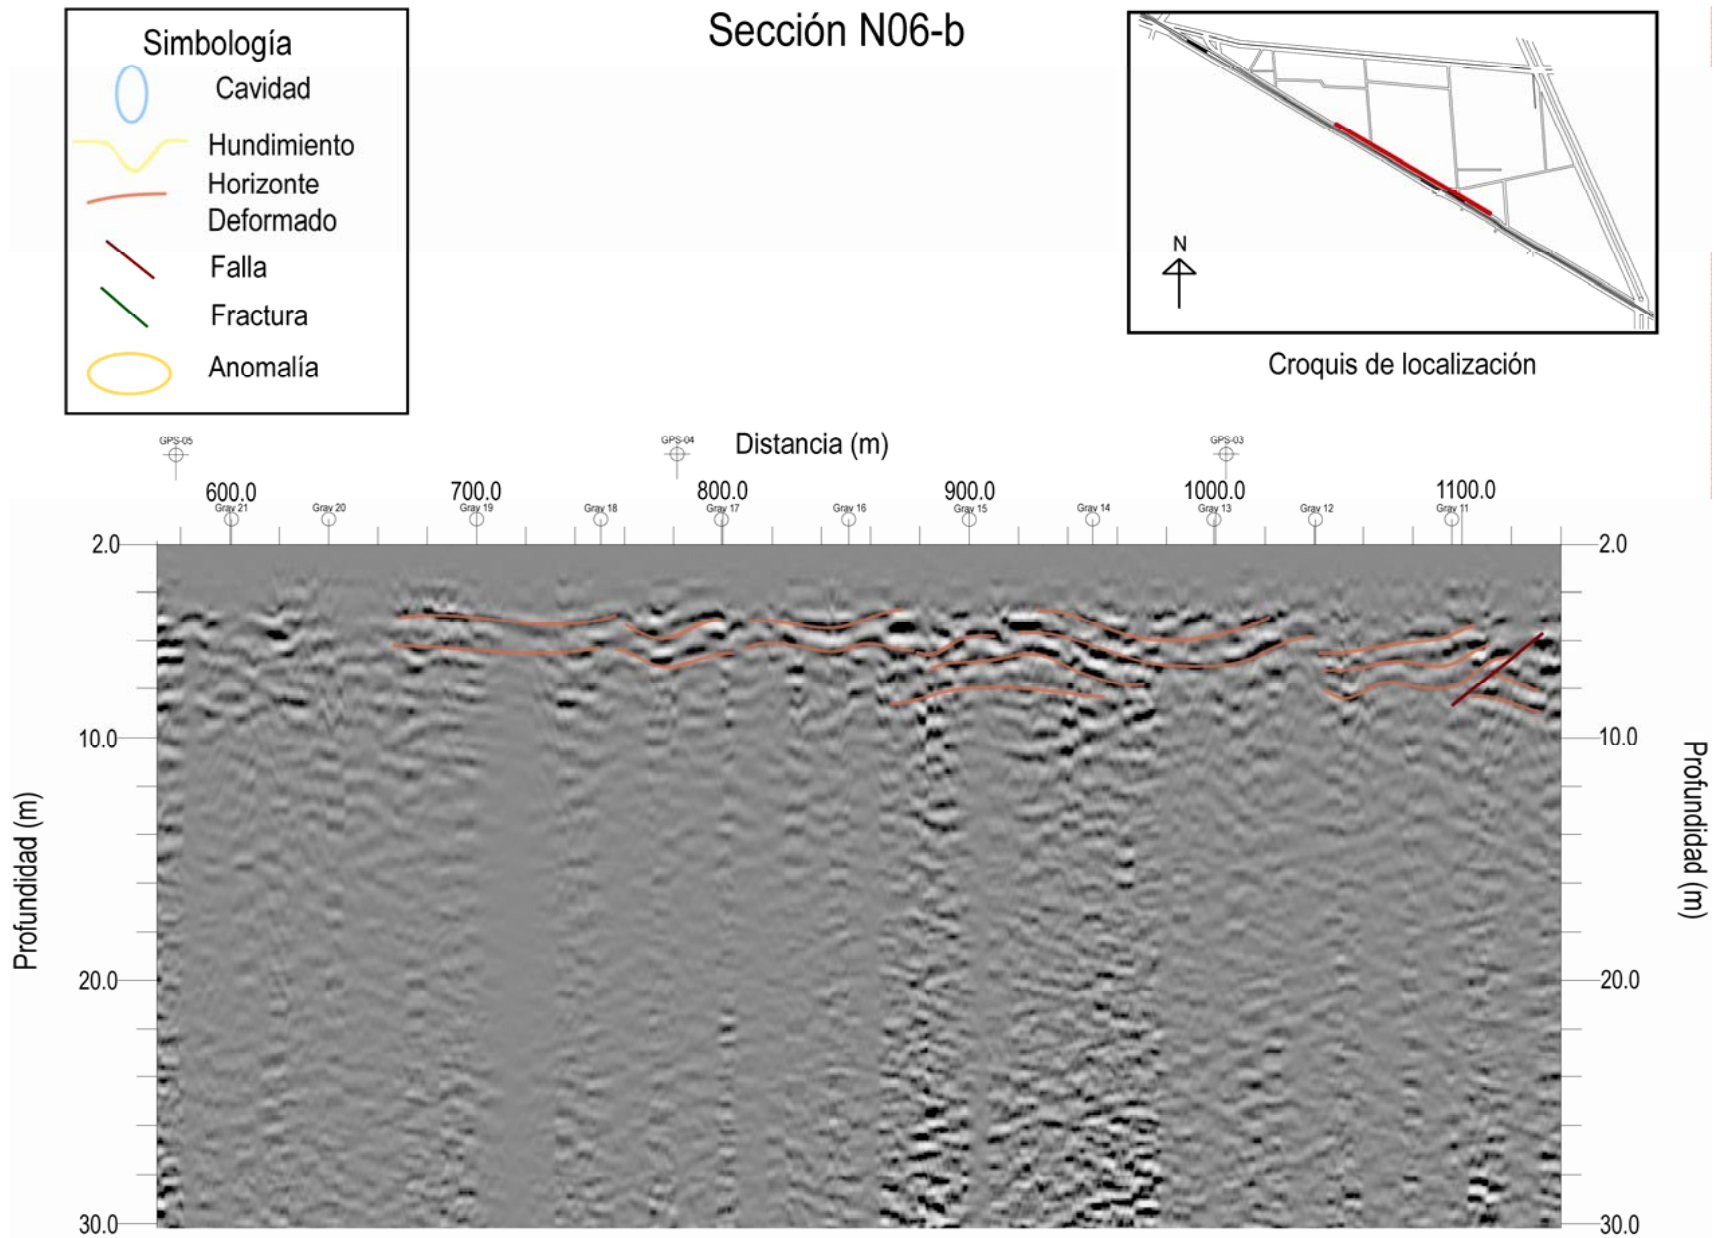 Sección N06-b
Simbología
Cavidad
Hundimiento
Horizonte
Deformado
Falla
Fractura
Anomalía
N
Croquis de localización
Distancia (m)
GPS-05
GPS-04
GPS-03
600.0
700.0
800.0
900.0
1000.0
1100.0
Grav 21
Grav 20
Grav 19
Grav 18
Grav 17
Grav 16
Grav 15
Grav 14
Grav 13
Grav 12
Grav 11
2.0
2.0
10.0
10.0
Profundidad (m)
Profundidad (m)
20.0
20.0
30.0
30.0